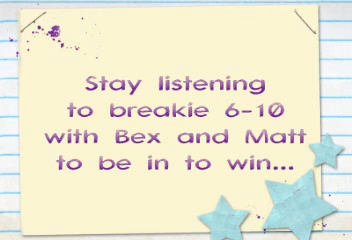 Stay listening
to breakie 6-10
with Bex and Matt
to be in to win...